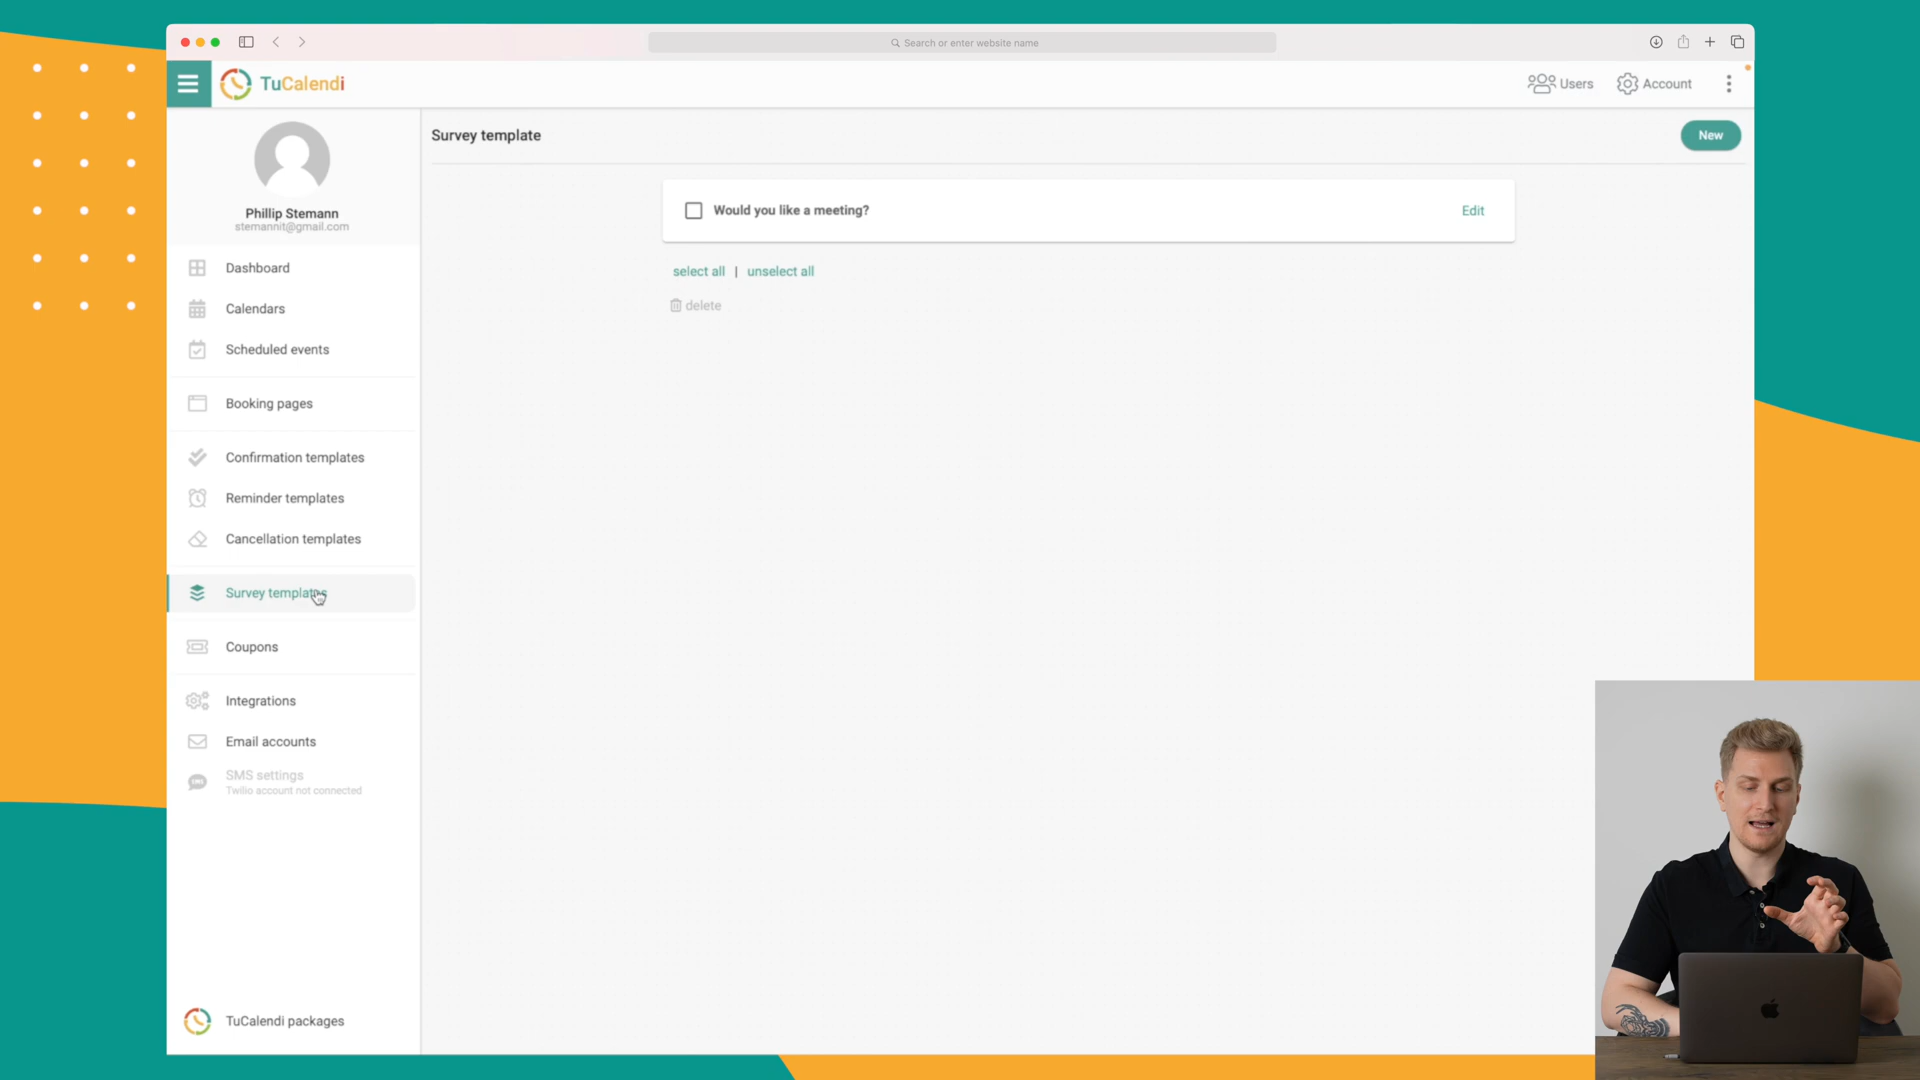 Search or enter website name
TuCalendi
Users
Account
Phillip Stemann
stemannit@gmail.com
Dashboard
Calendars
Scheduled events
Booking pages
Confirmation templates
Reminder templates
Cancellation templates
Survey templates
Coupons
Integrations
Email accounts
SMS
SMS settings
Twilio account not connected
TuCalendi packages
Survey template
New
Would you like a meeting?
Edit
select all | unselect all
delete